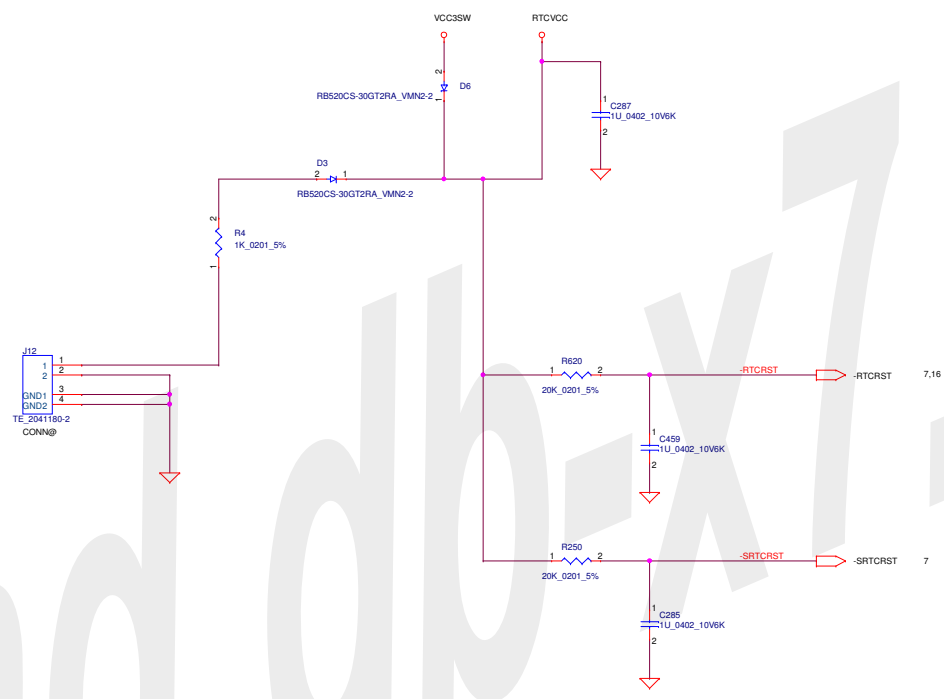 VCC3SW
RTCVCC
2
D6
RB520CS-30GT2RA_VMN2-2
1
1
C287
1U_0402_10V6K
2
D3
2
1
RB520CS-30GT2RA_VMN2-2
2
R4
1K_0201_5%
1
J12
1
1
2
2
3
GND1
4
GND2
TE_2041180-2
CONN@
R620
1
2
20K_0201_5%
-RTCRST
-RTCRST
7,16
1
C459
1U_0402_10V6K
2
R250
1
2
20K_0201_5%
-SRTCRST
-SRTCRST
7
1
C285
1U_0402_10V6K
2
db-x7-